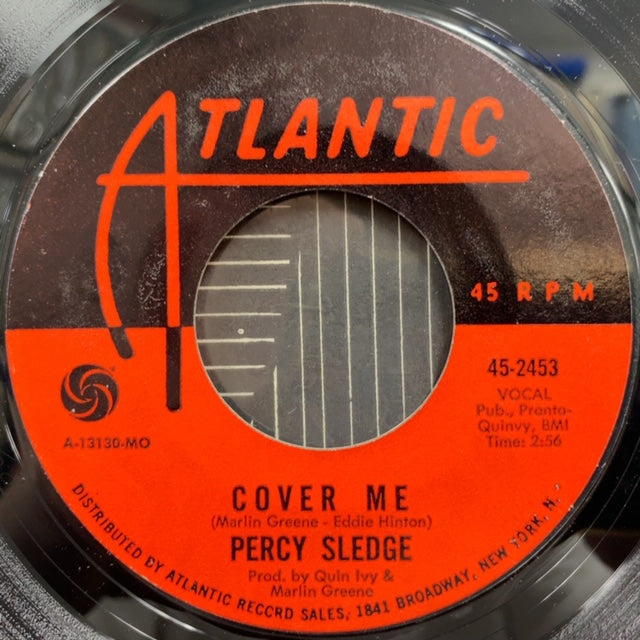 ATLANTIC
45 RPM
45-2453
VOCAL
Pub., Pronto-
Quinvy, BMI
Time: 2:56
A-13130-MO
COVER ME
(Marlin Greene - Eddie Hinton)
PERCY SLEDGE
Prod. by Quin Ivy &
Marlin Greene
DISTRIBUTED BY ATLANTIC RECORD SALES, 1841 BROADWAY, NEW YORK, N.